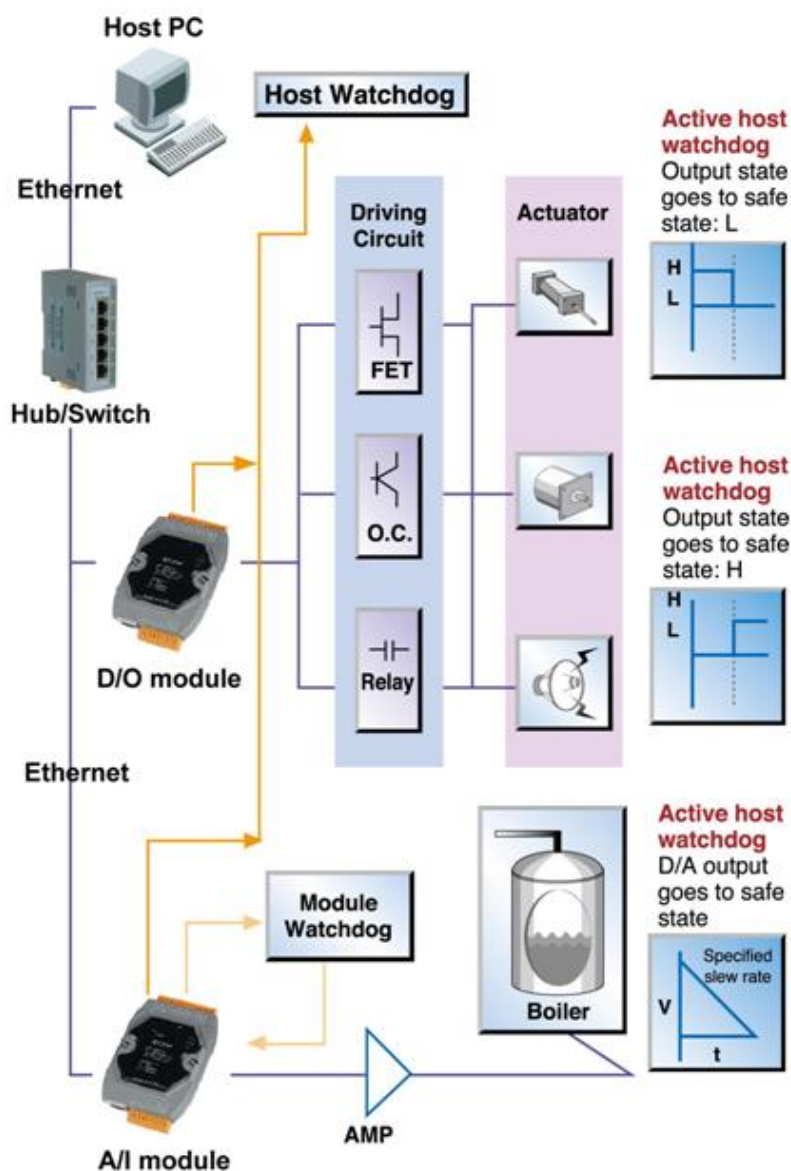 Host PC
Host Watchdog
Ethernet
Hub/Switch
D/O module
Ethernet
A/I module
Driving
Circuit
FET
O.C.
Relay
Actuator
Active host
watchdog
Output state
goes to safe
state: L
H
L
Active host
watchdog
Output state
goes to safe
state: H
H
L
Module
Watchdog
AMP
Boiler
Active host
watchdog
D/A output
goes to safe
state
Specified
slew rate
V
t